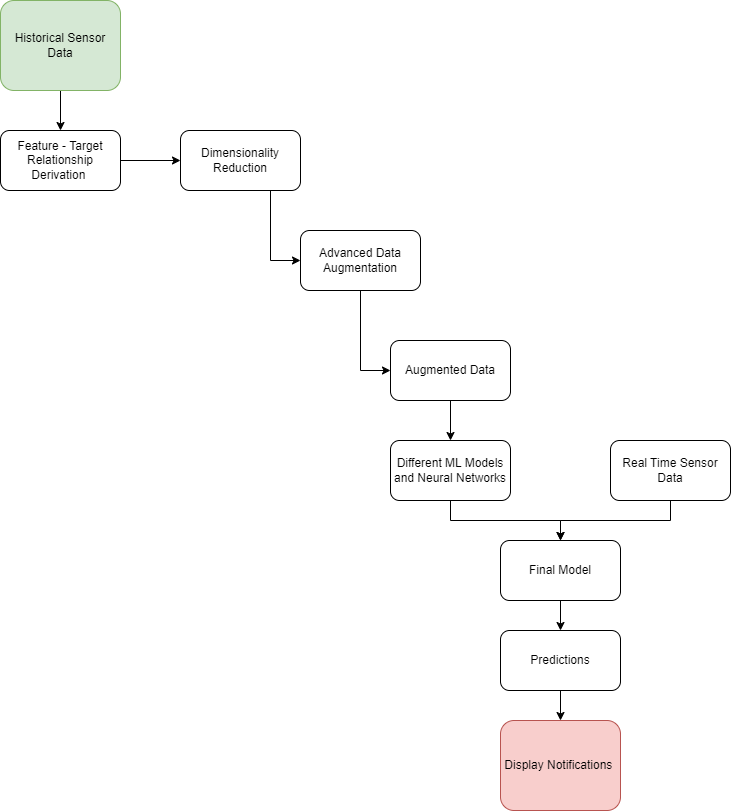 Historical Sensor
Data
Feature - Target
Relationship
Derivation
Dimensionality
Reduction
Advanced Data
Augmentation
Augmented Data
Different ML Models
and Neural Networks
Real Time Sensor
Data
Final Model
Predictions
Display Notifications